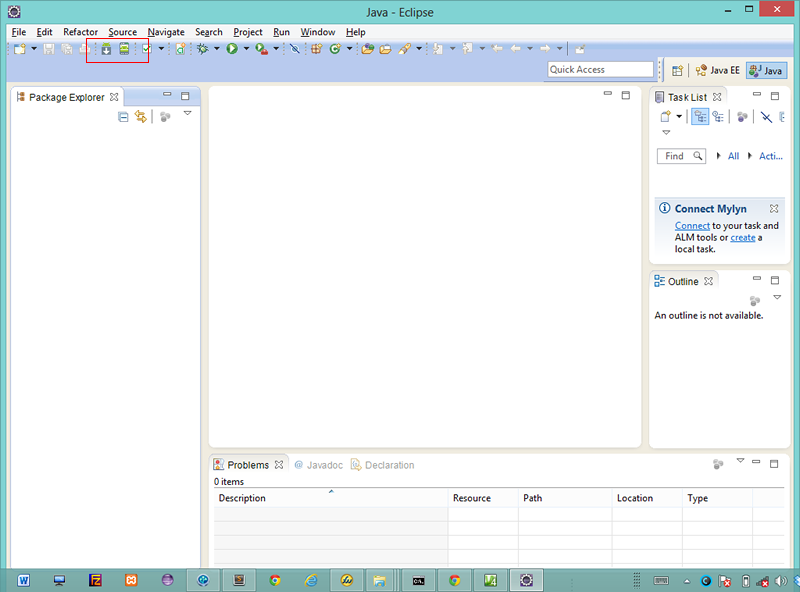 Java - Eclipse
File Edit Refactor Source Navigate Search Project Run Window Help
Quick Access
Java EE
Java
Package Explorer
Task List
Find
All
Acti...
Connect Mylyn
Connect to your task and
ALM tools or create a
local task.
Outline
An outline is not available.
Problems
@ Javadoc
Declaration
0 items
Description Resource Path Location Type